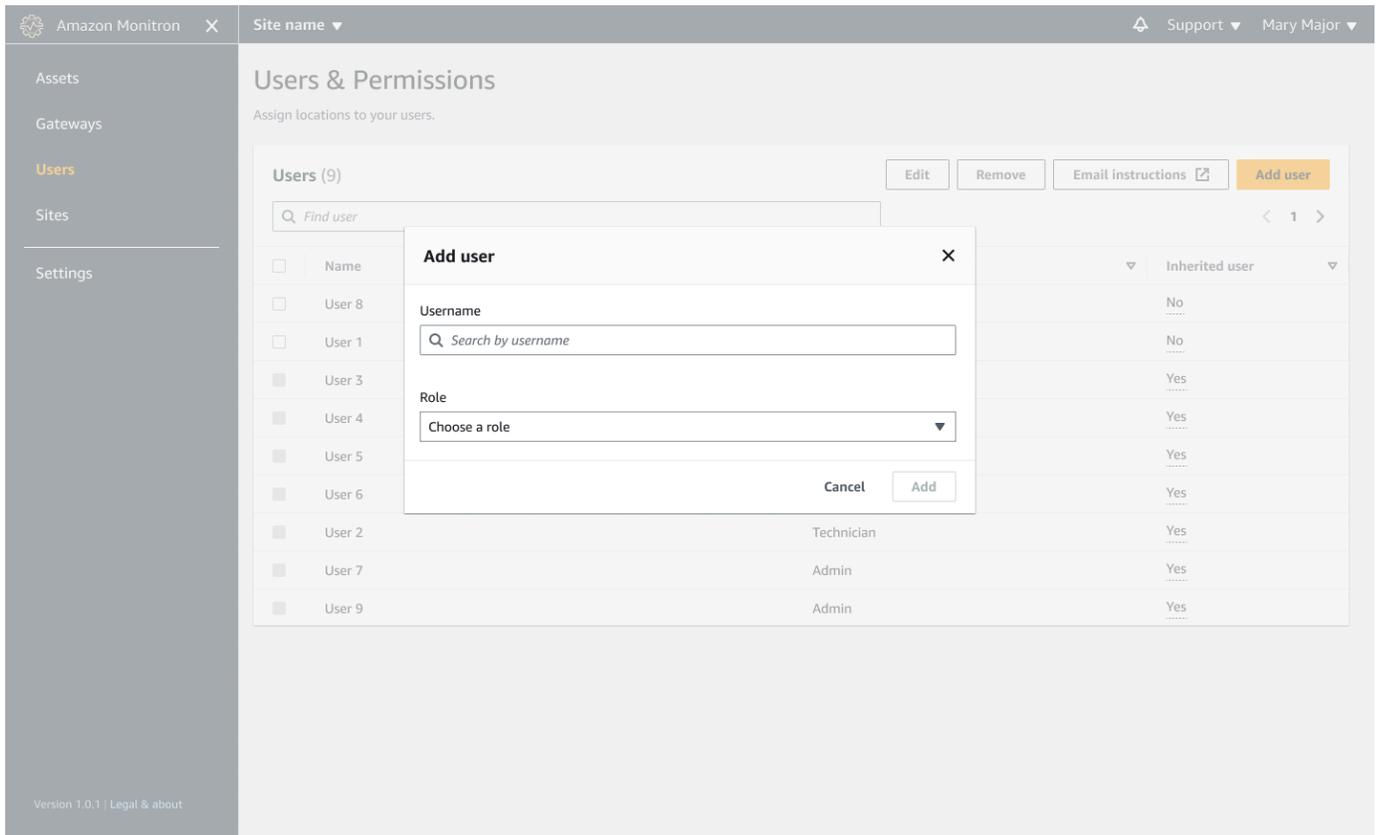 Amazon Monitron
Site name
Support
Mary Major
Assets
Gateways
Users
Sites
Settings
Version 1.0.1 | Legal & about
Users & Permissions
Assign locations to your users.
Users (9)
Edit
Remove
Email instructions
Add user
Find user
1
Name
Inherited user
User 8
No
User 1
No
User 3
Yes
User 4
Yes
User 5
Yes
User 6
Yes
User 2 Technician Yes
User 7 Admin Yes
User 9 Admin Yes
Add user
Username
Search by username
Role
Choose a role
Cancel
Add